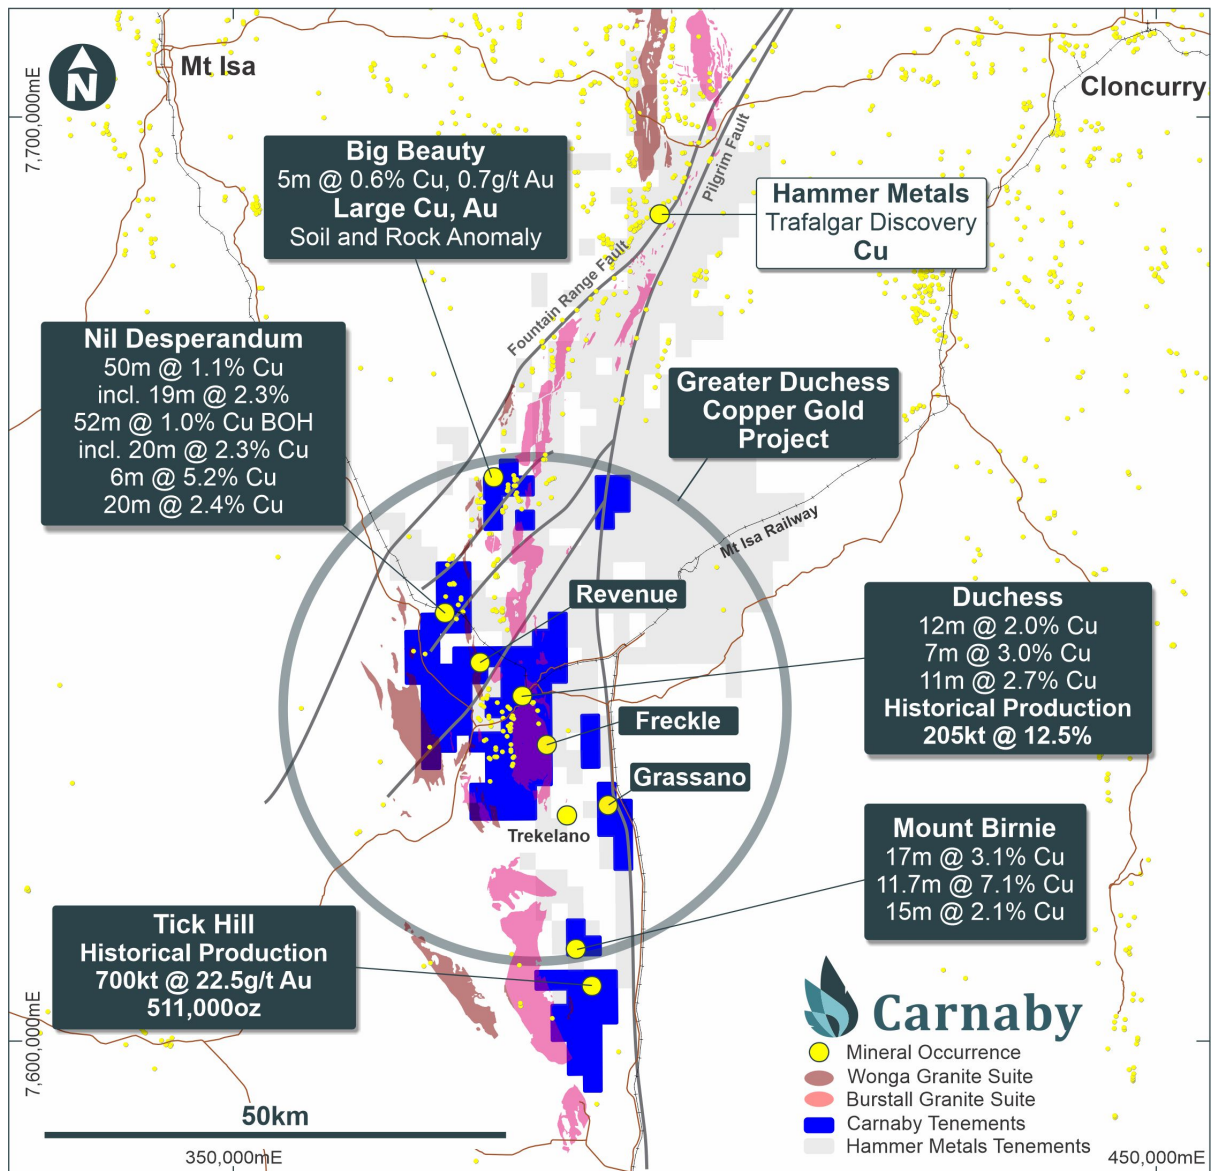 Mt Isa
N
Cloncurry
7,700,000mE
Big Beauty
5m @ 0.6% Cu, 0.7g/t Au
Large Cu, Au
Soil and Rock Anomaly
Pilgrim Fault
Hammer Metals
Trafalgar Discovery
Cu
Fountain Range Fault
Nil Desperandum
50m @ 1.1% Cu
incl. 19m @ 2.3%
52m @ 1.0% Cu BOH
incl. 20m @ 2.3% Cu
6m @ 5.2% Cu
20m @ 2.4% Cu
Greater Duchess
Copper Gold
Project
Mt Isa Railway
Revenue
Duchess
12m @ 2.0% Cu
7m @ 3.0% Cu
11m @ 2.7% Cu
Historical Production
205kt @ 12.5%
Freckle
Grassano
Trekelano
Mount Birnie
17m @ 3.1% Cu
11.7m @ 7.1% Cu
15m @ 2.1% Cu
Tick Hill
Historical Production
700kt @ 22.5g/t Au
511,000oz
Carnaby
Mineral Occurrence
Wonga Granite Suite
Burstall Granite Suite
Carnaby Tenements
Hammer Metals Tenements
7,600,000mE
50km
350,000mE
450,000mE